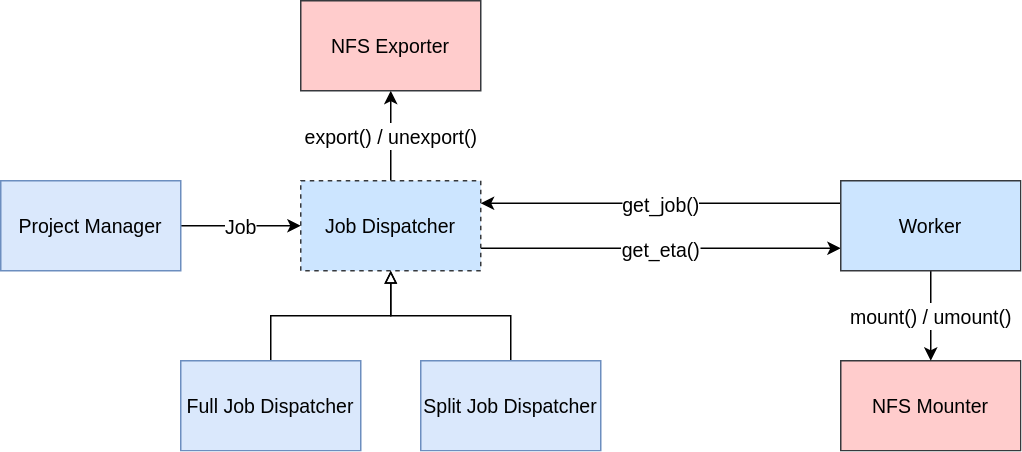 NFS Exporter
export() / unexport()
Project Manager
Job
Job Dispatcher
get_job()
get_eta()
Worker
mount() / umount()
Full Job Dispatcher
Split Job Dispatcher
NFS Mounter